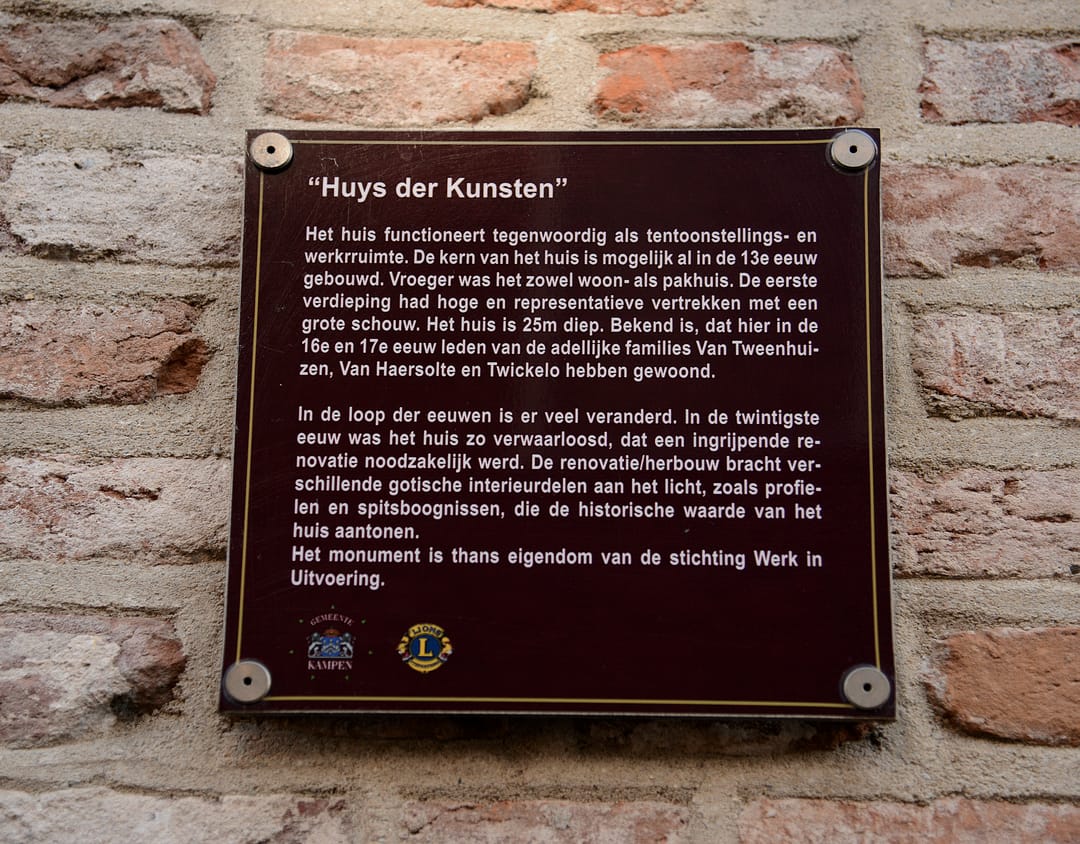 “Huys der Kunsten”
Het huis functioneert tegenwoordig als tentoonstellings- en
werkrruimte. De kern van het huis is mogelijk al in de 13e eeuw
gebouwd. Vroeger was het zowel woon- als pakhuis. De eerste
verdieping had hoge en representatieve vertrekken met een
grote schouw. Het huis is 25m diep. Bekend is, dat hier in de
16e en 17e eeuw leden van de adellijke families Van Tweenhui-
zen, Van Haersolte en Twickelo hebben gewoond.
In de loop der eeuwen is er veel veranderd. In de twintigste
eeuw was het huis zo verwaarloosd, dat een ingrijpende re-
novatie noodzakelijk werd. De renovatie/herbouw bracht ver-
schillende gotische interieurdelen aan het licht, zoals profie-
len en spitsboognissen, die de historische waarde van het
huis aantonen.
Het monument is thans eigendom van de stichting Werk in
Uitvoering.
GEMEENTE
KAMPEN
LIONS
L
INTERNATIONAL